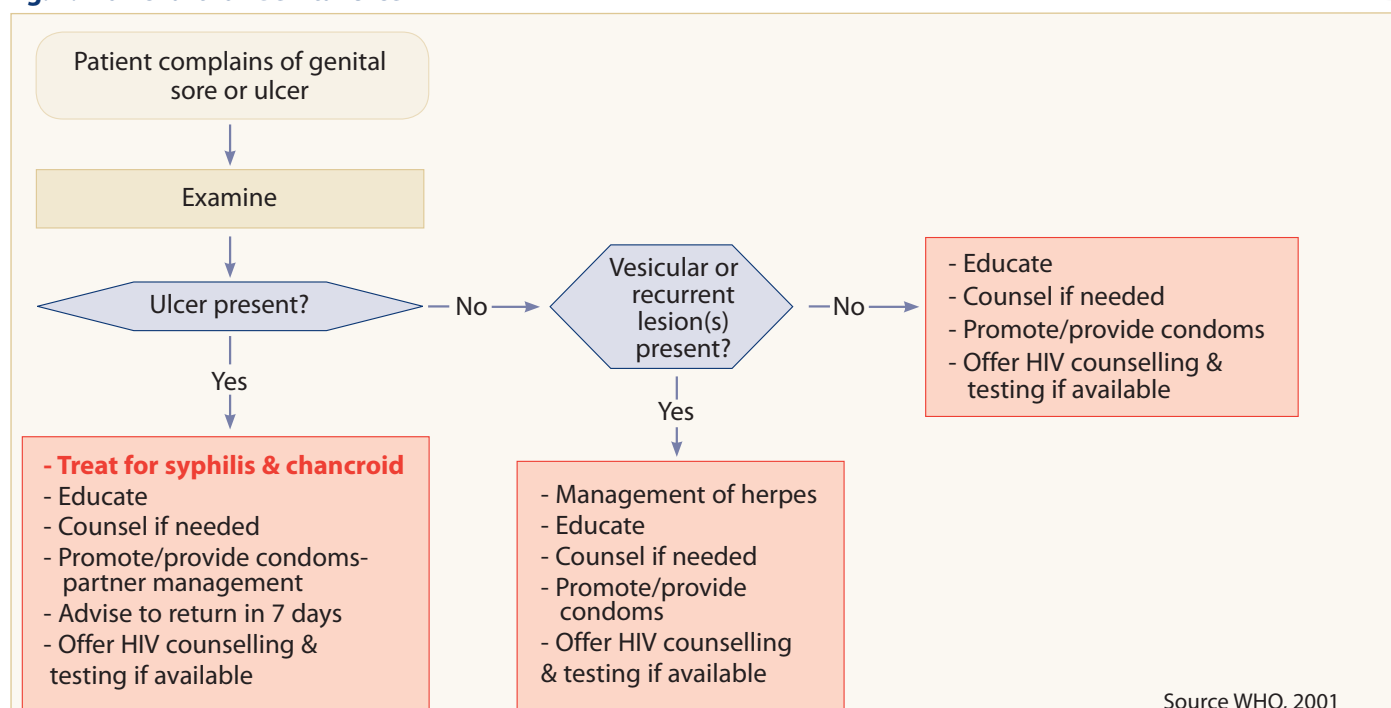 Patient complains of genital
sore or ulcer
Examine
Ulcer present?
No
Vesicular or
recurrent
lesion(s)
present?
No
- Educate
- Counsel if needed
- Promote/provide condoms
- Offer HIV counselling &
testing if available
Yes
Yes
- Treat for syphilis & chancroid
- Educate
- Counsel if needed
- Promote/provide condoms-
partner management
- Advise to return in 7 days
- Offer HIV counselling &
testing if available
- Management of herpes
- Educate
- Counsel if needed
- Promote/provide
condoms
- Offer HIV counselling
& testing if available
Source WHO, 2001